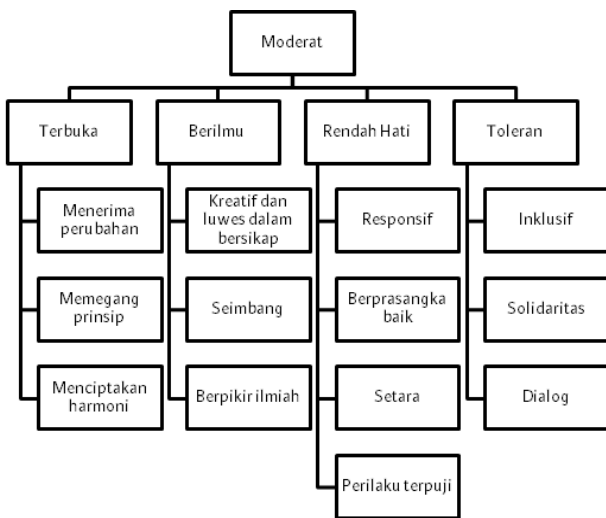 Moderat
Terbuka
Berilmu
Rendah Hati
Toleran
Menerima
perubahan
Kreatif dan
luwes dalam
bersikap
Responsif
Inklusif
Memegang
prinsip
Seimbang
Berprasangka
baik
Solidaritas
Menciptakan
harmoni
Berpikir ilmiah
Setara
Dialog
Perilaku terpuji